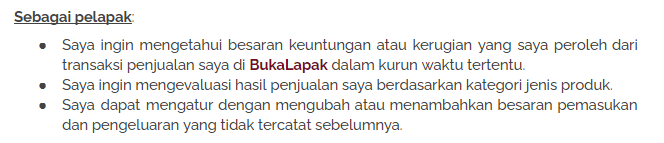 Sebagai pelapak:
● Saya ingin mengetahui besaran keuntungan atau kerugian yang saya peroleh dari
transaksi penjualan saya di BukaLapak dalam kurun waktu tertentu.
● Saya ingin mengevaluasi hasil penjualan saya berdasarkan kategori jenis produk.
● Saya dapat mengatur dengan mengubah atau menambahkan besaran pemasukan
dan pengeluaran yang tidak tercatat sebelumnya.